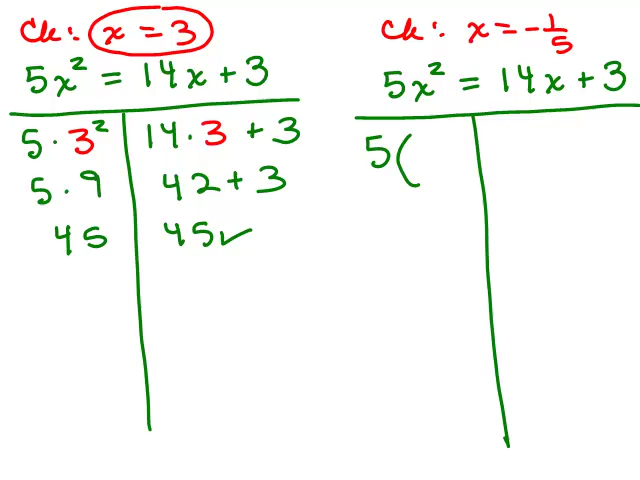 Ck: x = 3
5x² = 14x + 3
5 · 3² 14 · 3 + 3
5 · 9 42 + 3
45 45 ✓
Ck: x = -1/5
5x² = 14x + 3
5(